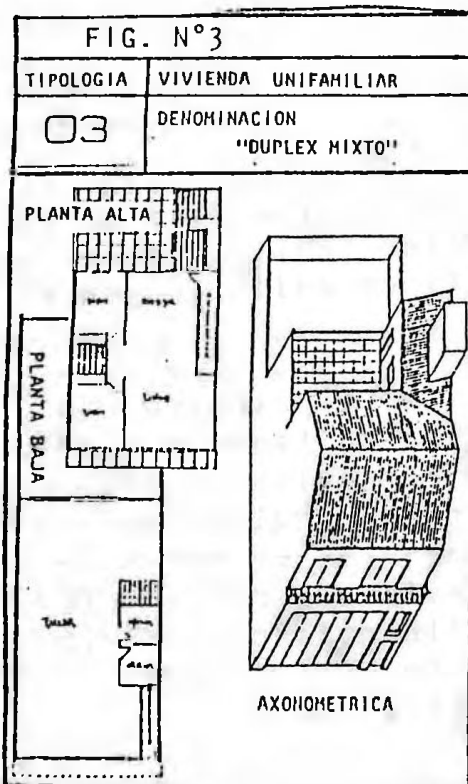 FIG. N°3
TIPOLOGIA
VIVIENDA UNIFAMILIAR
03
DENOMINACION
"DUPLEX MIXTO"
PLANTA ALTA
PLANTA BAJA
AXONOMETRICA